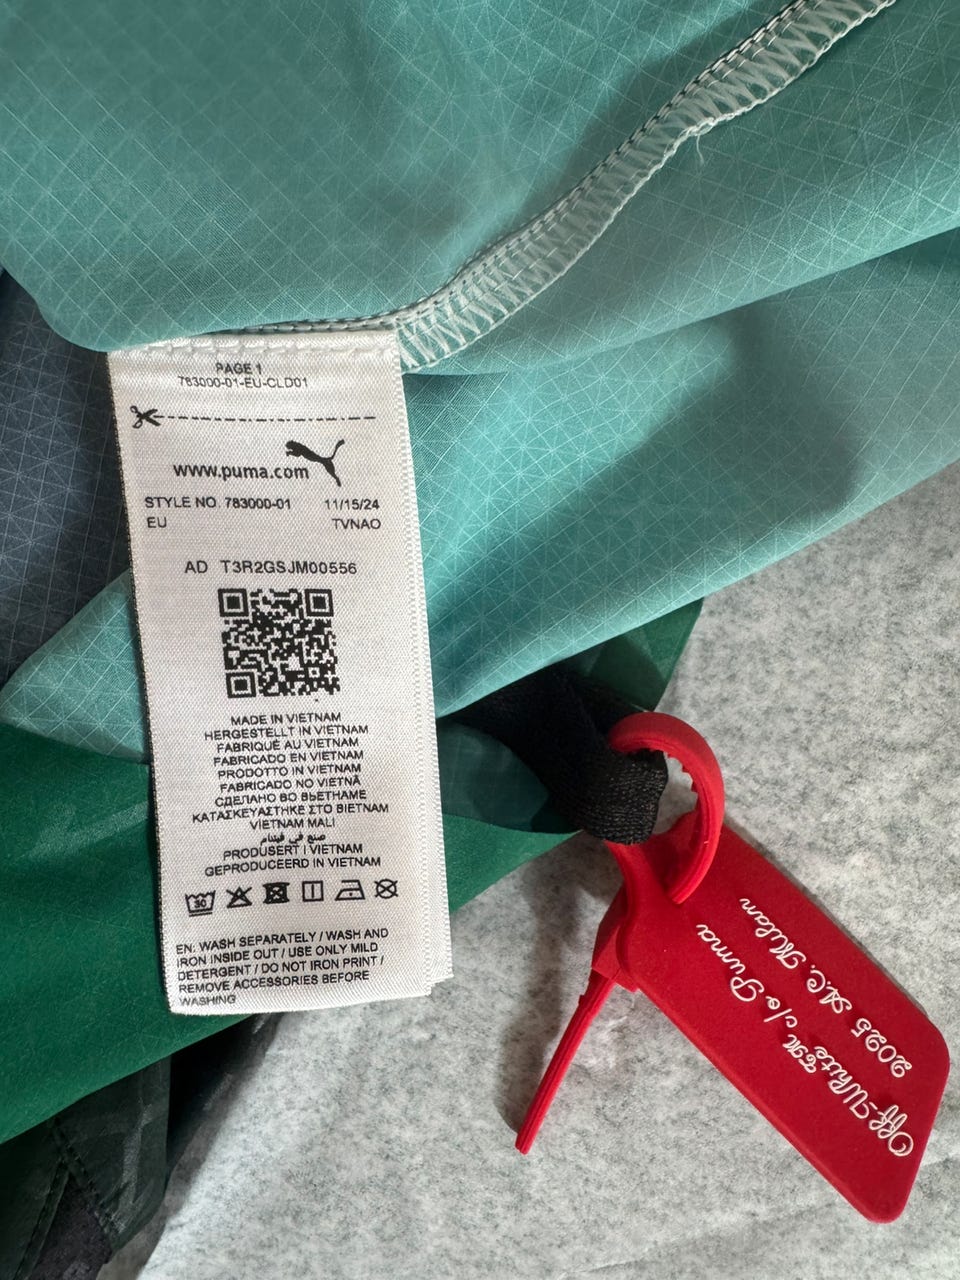 PAGE 1
783000-01-EU-CLD01
www.puma.com
STYLE NO. 783000-01 11/15/24
EU TVNAO
AD T3R2GSJM00556
MADE IN VIETNAM
HERGESTELLT IN VIETNAM
FABRIQUÉ AU VIETNAM
FABRICADO EN VIETNAM
PRODOTTO IN VIETNAM
FABRICADO NO VIETNÃ
СДЕЛАНО ВО ВЬЕТНАМЕ
ΚΑΤΑΣΚΕΥΑΣΤΗΚΕ ΣΤΟ ΒΙΕΤΝΑΜ
VIETNAM MALI
صنع في فيتنام
PRODUSERT I VIETNAM
GEPRODUCEERD IN VIETNAM
30
EN: WASH SEPARATELY / WASH AND
IRON INSIDE OUT / USE ONLY MILD
DETERGENT / DO NOT IRON PRINT /
REMOVE ACCESSORIES BEFORE
WASHING
Off-White™ c/o Puma
2025 A.C. Milan